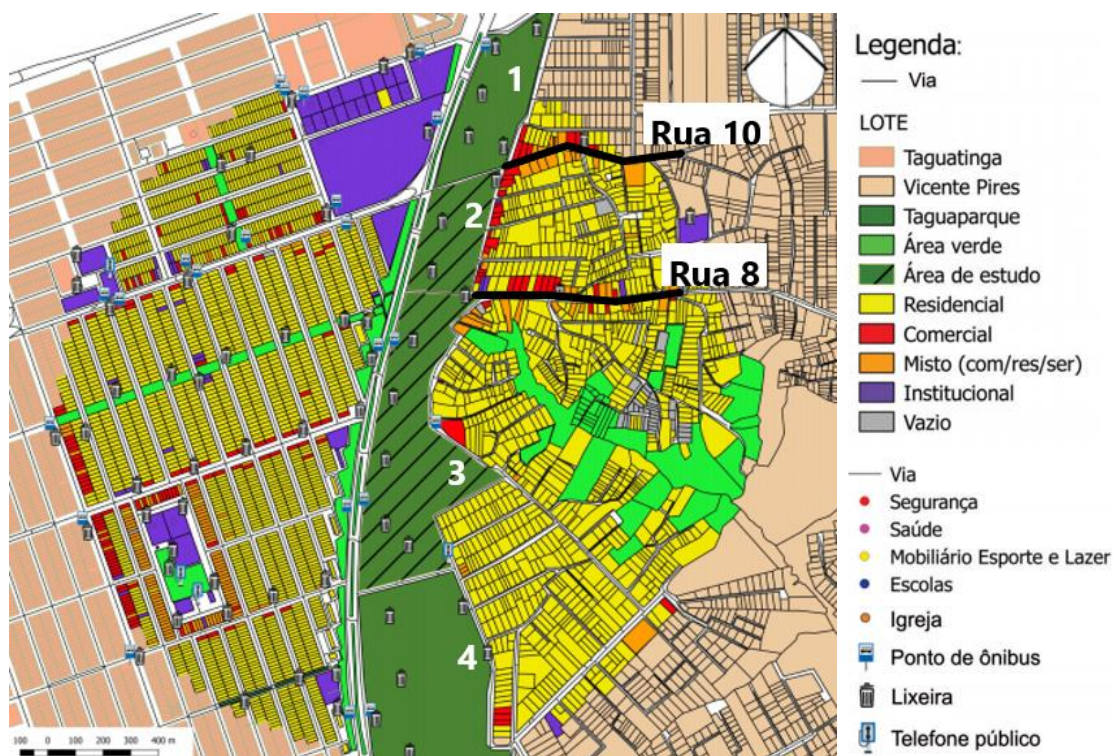 1
Rua 10
2
Rua 8
3
4
100 0 100 200 300 400 m
Legenda:
Via
LOTE
Taguatinga
Vicente Pires
Taguaparque
Área verde
Área de estudo
Residencial
Comercial
Misto (com/res/ser)
Institucional
Vazio
Via
Segurança
Saúde
Mobiliário Esporte e Lazer
Escolas
Igreja
Ponto de ônibus
Lixeira
Telefone público